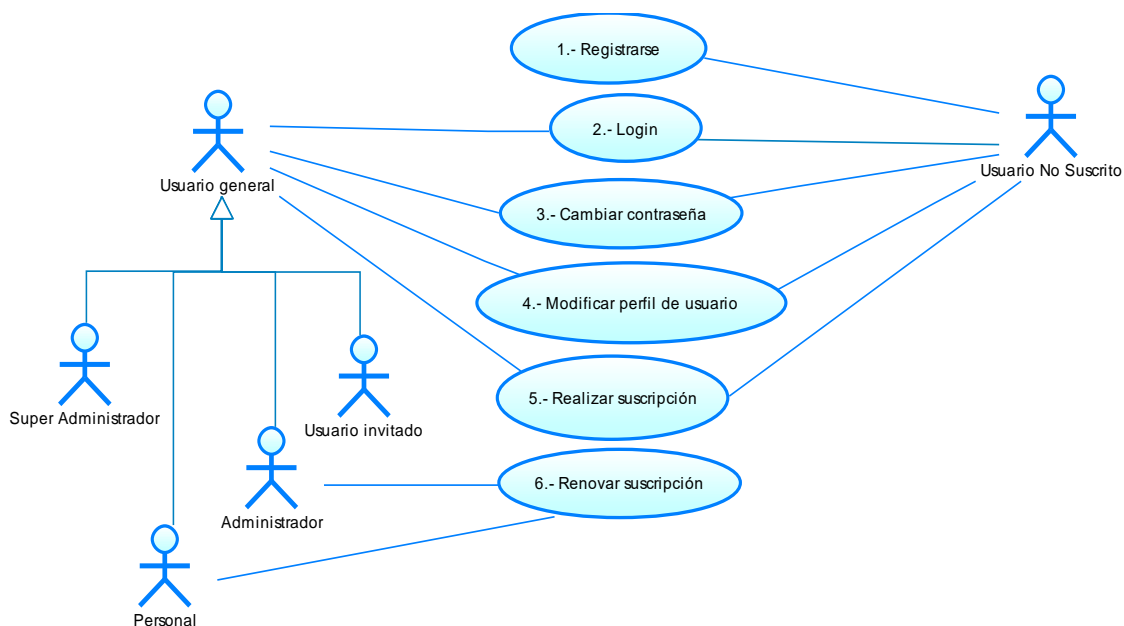 1.- Registrarse
2.- Login
Usuario general
Usuario No Suscrito
3.- Cambiar contraseña
4.- Modificar perfil de usuario
5.- Realizar suscripción
Super Administrador
Usuario invitado
6.- Renovar suscripción
Administrador
Personal